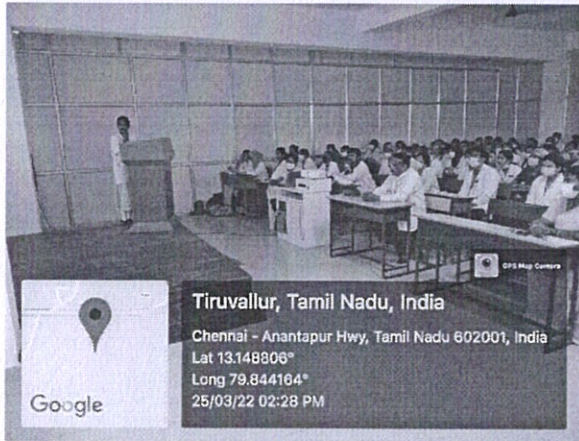 GPS Map Camera
Tiruvallur, Tamil Nadu, India
Chennai - Anantapur Hwy, Tamil Nadu 602001, India
Lat 13.148806°
Long 79.844164°
25/03/22 02:28 PM
Google